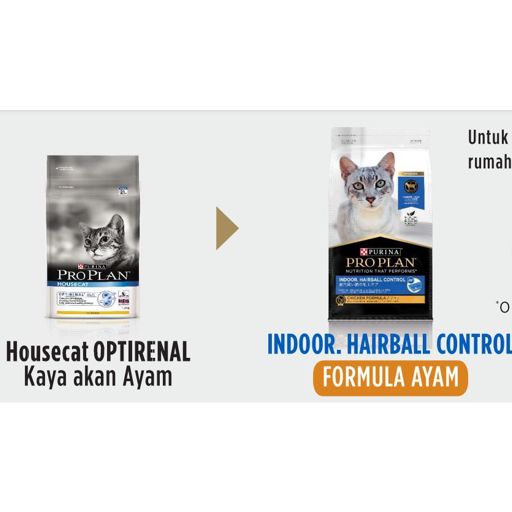 PURINA
PRO PLAN
HOUSECAT
OPTIRENAL
Housecat OPTIRENAL
Kaya akan Ayam
PURINA
PRO PLAN
NUTRITION THAT PERFORMS
INDOOR. HAIRBALL CONTROL
CHICKEN FORMULA
INDOOR. HAIRBALL CONTROL
FORMULA AYAM
Untuk
rumah
*O